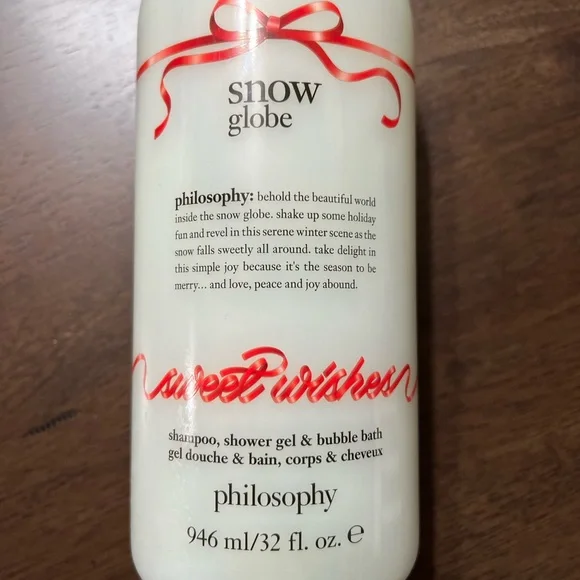 snow
globe
philosophy: behold the beautiful world
inside the snow globe. shake up some holiday
fun and revel in this serene winter scene as the
snow falls sweetly all around. take delight in
this simple joy because it's the season to be
merry... and love, peace and joy abound.
sweet wishes
shampoo, shower gel & bubble bath
gel douche & bain, corps & cheveux
philosophy
946 ml/32 fl. oz. ℮